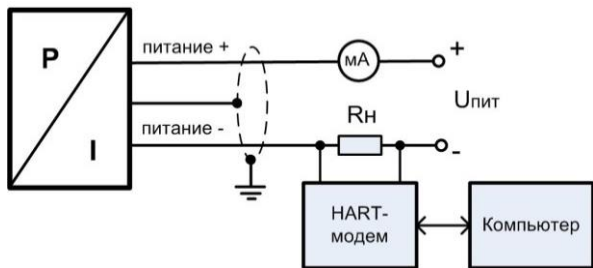 P
I
питание +
питание -
мА
+
Uпит
-
Rн
HART-
модем
Компьютер